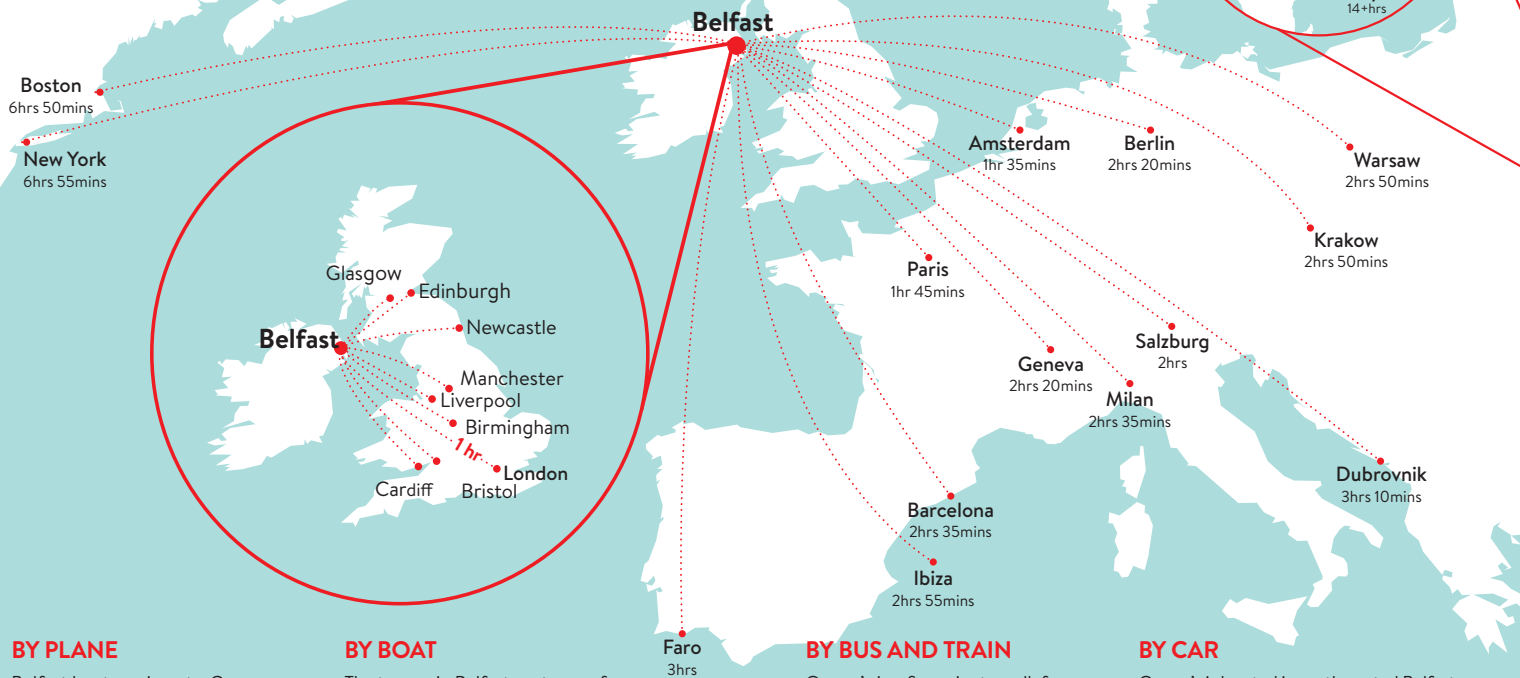 14+hrs
Belfast
Boston
6hrs 50mins
New York
6hrs 55mins
Amsterdam
1hr 35mins
Berlin
2hrs 20mins
Warsaw
2hrs 50mins
Krakow
2hrs 50mins
Paris
1hr 45mins
Geneva
2hrs 20mins
Salzburg
2hrs
Milan
2hrs 35mins
Dubrovnik
3hrs 10mins
Barcelona
2hrs 35mins
Ibiza
2hrs 55mins
Faro
3hrs
Glasgow
Edinburgh
Belfast
Newcastle
Manchester
Liverpool
Birmingham
1 hr
London
Cardiff
Bristol
BY PLANE
BY BOAT
BY BUS AND TRAIN
BY CAR